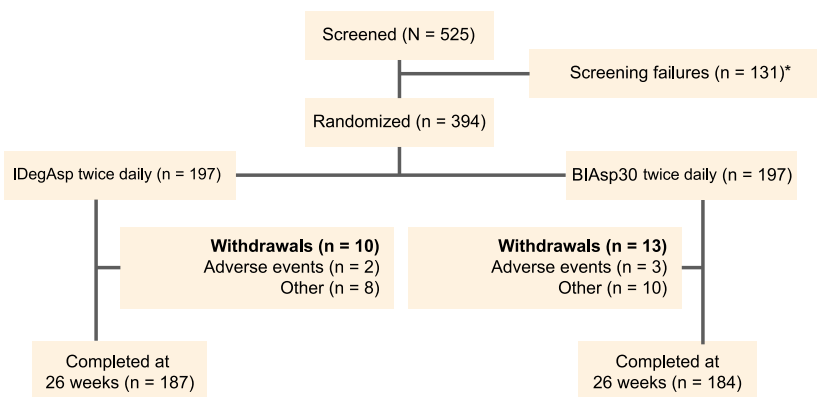 Screened (N = 525)
Screening failures (n = 131)*
Randomized (n = 394)
IDegAsp twice daily (n = 197)
BIAsp30 twice daily (n = 197)
Withdrawals (n = 10)
Adverse events (n = 2)
Other (n = 8)
Withdrawals (n = 13)
Adverse events (n = 3)
Other (n = 10)
Completed at
26 weeks (n = 187)
Completed at
26 weeks (n = 184)